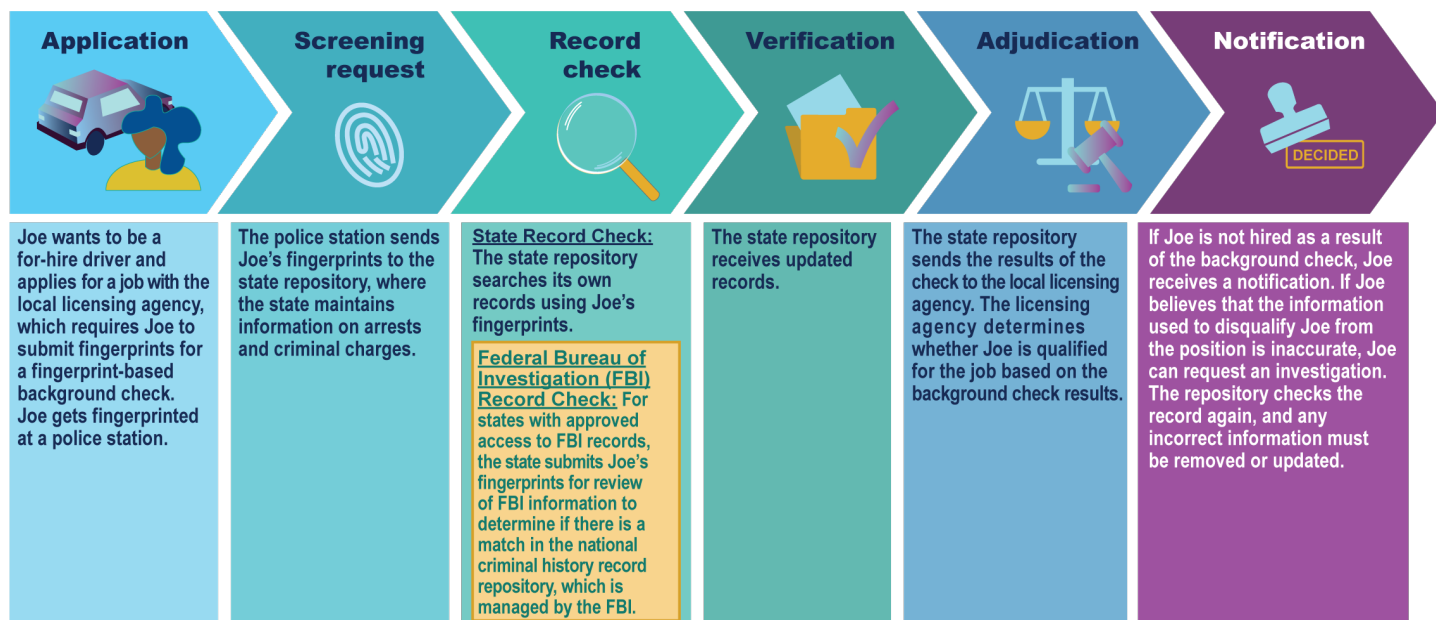 Application
Screening
request
Record
check
Verification
Adjudication
Notification
DECIDED
Joe wants to be a
for-hire driver and
applies for a job with the
local licensing agency,
which requires Joe to
submit fingerprints for
a fingerprint-based
background check.
Joe gets fingerprinted
at a police station.
The police station sends
Joe’s fingerprints to the
state repository, where
the state maintains
information on arrests
and criminal charges.
State Record Check:
The state repository
searches its own
records using Joe’s
fingerprints.
Federal Bureau of
Investigation (FBI)
Record Check: For
states with approved
access to FBI records,
the state submits Joe’s
fingerprints for review
of FBI information to
determine if there is a
match in the national
criminal history record
repository, which is
managed by the FBI.
The state repository
receives updated
records.
The state repository
sends the results of the
check to the local licensing
agency. The licensing
agency determines
whether Joe is qualified
for the job based on the
background check results.
If Joe is not hired as a result
of the background check, Joe
receives a notification. If Joe
believes that the information
used to disqualify Joe from
the position is inaccurate, Joe
can request an investigation.
The repository checks the
record again, and any
incorrect information must
be removed or updated.